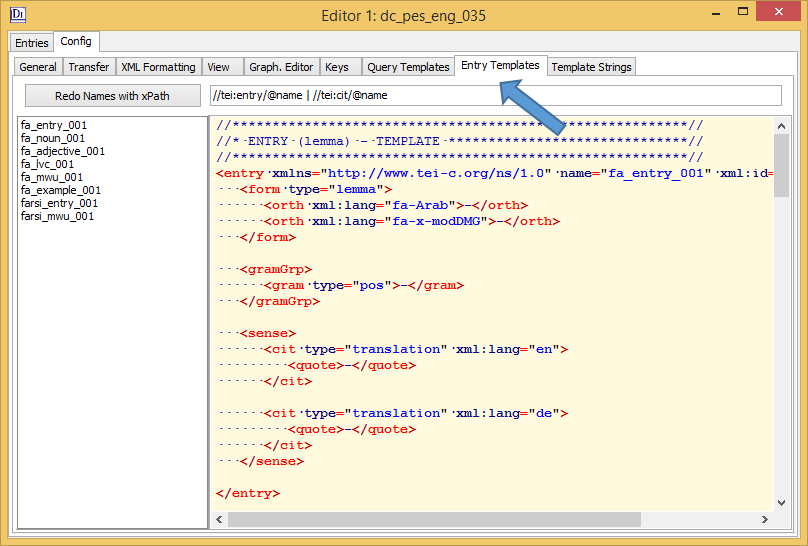 DI Editor 1: dc_pes_eng_035
Entries Config
General Transfer XML Formatting View Graph. Editor Keys Query Templates Entry Templates Template Strings
Redo Names with xPath //tei:entry/@name | //tei:cit/@name
fa_entry_001
fa_noun_001
fa_adjective_001
fa_lvc_001
fa_mwu_001
fa_example_001
farsi_entry_001
farsi_mwu_001
//*********************************************************//
//*·ENTRY·(lemma)·-·TEMPLATE·******************************//
//*********************************************************//
<entry·xmlns="http://www.tei-c.org/ns/1.0"·name="fa_entry_001"·xml:id=
···<form·type="lemma">
······<orth·xml:lang="fa-Arab">-</orth>
······<orth·xml:lang="fa-x-modDMG">-</orth>
···</form>
···<gramGrp>
······<gram·type="pos">-</gram>
···</gramGrp>
···<sense>
······<cit·type="translation"·xml:lang="en">
·········<quote>-</quote>
······</cit>
······<cit·type="translation"·xml:lang="de">
·········<quote>-</quote>
······</cit>
···</sense>
</entry>